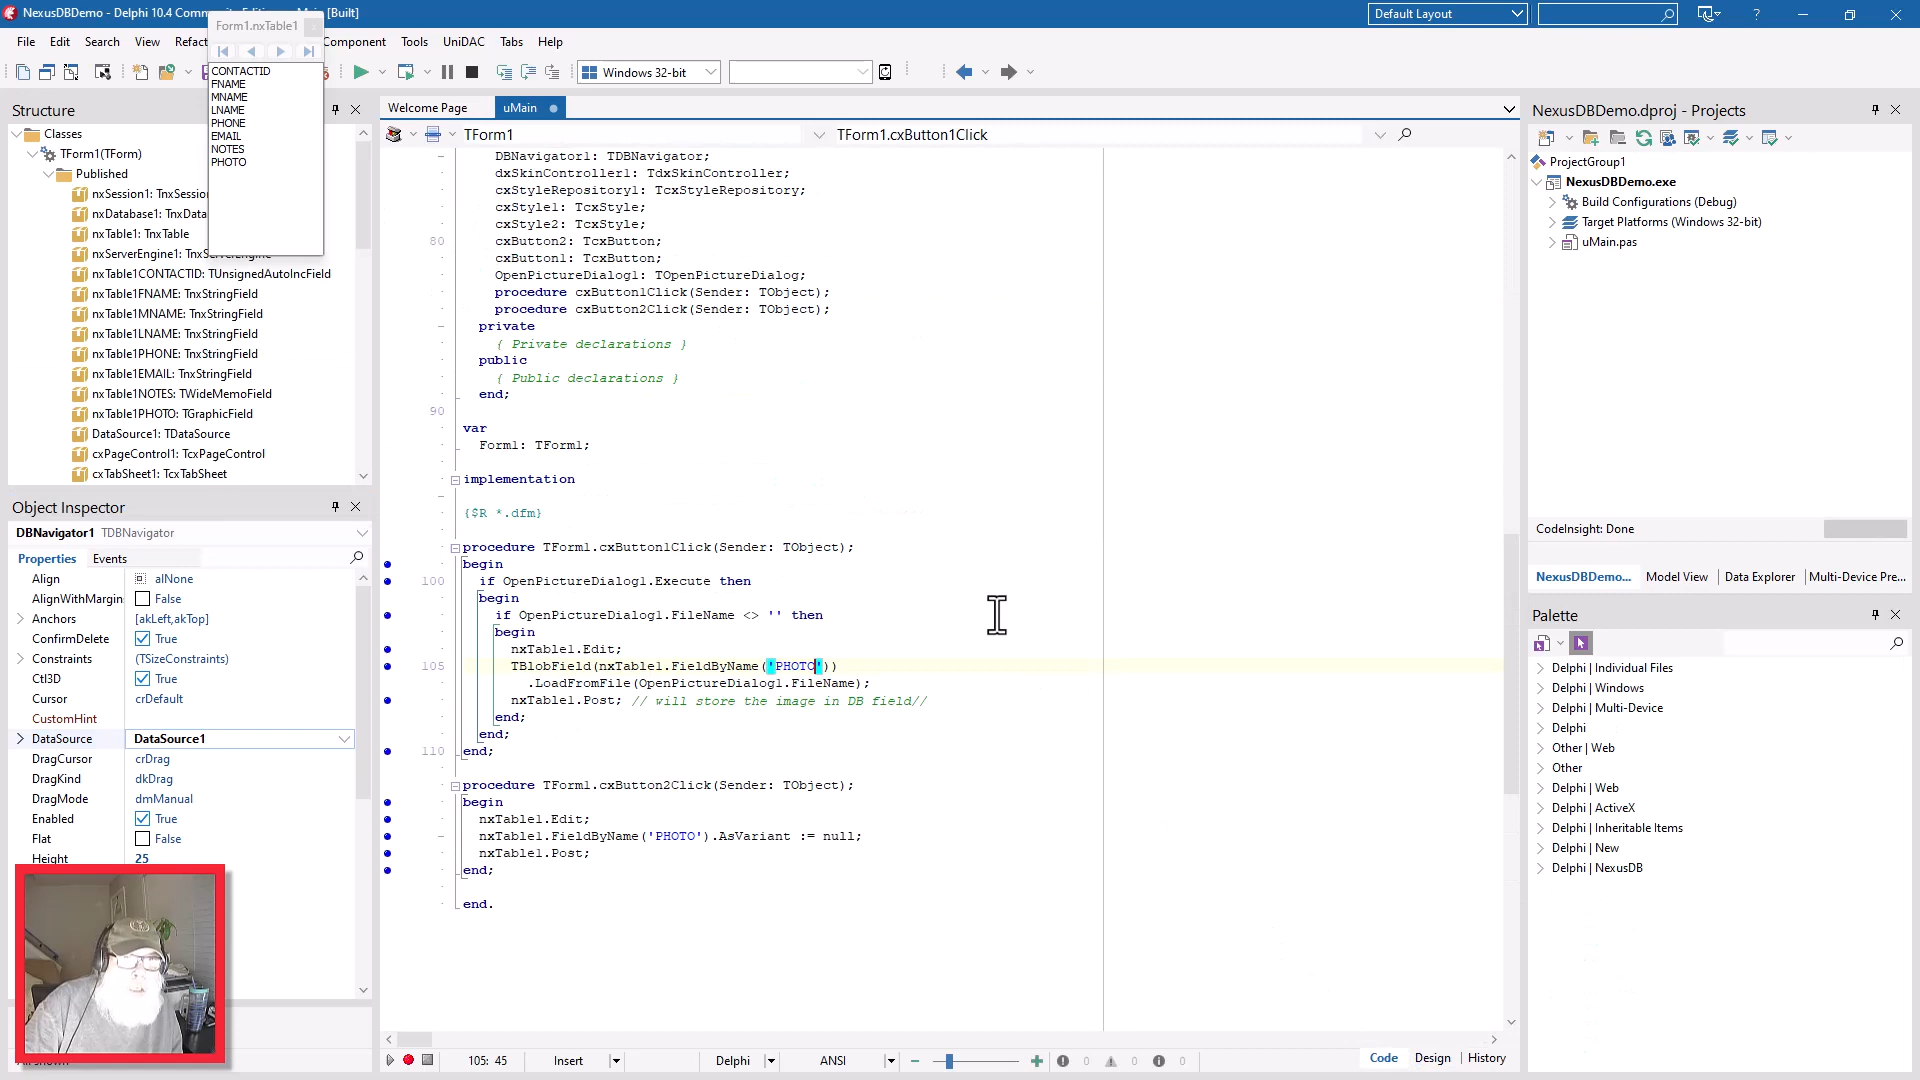 NexusDBDemo - Delphi 10.4 Comm
[Built]
Default Layout
File Edit Search View Refact Component Tools UniDAC Tabs Help
Form1.nxTable1
CONTACTID
FNAME
MNAME
LNAME
PHONE
EMAIL
NOTES
PHOTO
Windows 32-bit
Structure
Classes
TForm1(TForm)
Published
nxSession1: TnxSession
nxDatabase1: TnxData
nxTable1: TnxTable
nxServerEngine1: TnxServerEngine
nxTable1CONTACTID: TUnsignedAutoIncField
nxTable1FNAME: TnxStringField
nxTable1MNAME: TnxStringField
nxTable1LNAME: TnxStringField
nxTable1PHONE: TnxStringField
nxTable1EMAIL: TnxStringField
nxTable1NOTES: TWideMemoField
nxTable1PHOTO: TGraphicField
DataSource1: TDataSource
cxPageControl1: TcxPageControl
cxTabSheet1: TcxTabSheet
Object Inspector
DBNavigator1 TDBNavigator
Properties Events
Align alNone
AlignWithMargin False
Anchors [akLeft,akTop]
ConfirmDelete True
Constraints (TSizeConstraints)
Ctl3D True
Cursor crDefault
CustomHint
DataSource DataSource1
DragCursor crDrag
DragKind dkDrag
DragMode dmManual
Enabled True
Flat False
Height 25
Welcome Page uMain
TForm1 TForm1.cxButton1Click
DBNavigator1: TDBNavigator;
dxSkinController1: TdxSkinController;
cxStyleRepository1: TcxStyleRepository;
cxStyle1: TcxStyle;
cxStyle2: TcxStyle;
80 cxButton2: TcxButton;
cxButton1: TcxButton;
OpenPictureDialog1: TOpenPictureDialog;
procedure cxButton1Click(Sender: TObject);
procedure cxButton2Click(Sender: TObject);
private
{ Private declarations }
public
{ Public declarations }
end;
90
var
Form1: TForm1;
implementation
{$R *.dfm}
procedure TForm1.cxButton1Click(Sender: TObject);
begin
100 if OpenPictureDialog1.Execute then
begin
if OpenPictureDialog1.FileName <> '' then
begin
nxTable1.Edit;
105 TBlobField(nxTable1.FieldByName('PHOTO'))
.LoadFromFile(OpenPictureDialog1.FileName);
nxTable1.Post; // will store the image in DB field//
end;
end;
110 end;
procedure TForm1.cxButton2Click(Sender: TObject);
begin
nxTable1.Edit;
nxTable1.FieldByName('PHOTO').AsVariant := null;
nxTable1.Post;
end;
end.
105: 45 Insert Delphi ANSI 0 0 0 Code Design History
NexusDBDemo.dproj - Projects
ProjectGroup1
NexusDBDemo.exe
Build Configurations (Debug)
Target Platforms (Windows 32-bit)
uMain.pas
CodeInsight: Done
NexusDBDemo... Model View Data Explorer Multi-Device Pre...
Palette
Delphi | Individual Files
Delphi | Windows
Delphi | Multi-Device
Delphi
Other | Web
Other
Delphi | Web
Delphi | ActiveX
Delphi | Inheritable Items
Delphi | New
Delphi | NexusDB